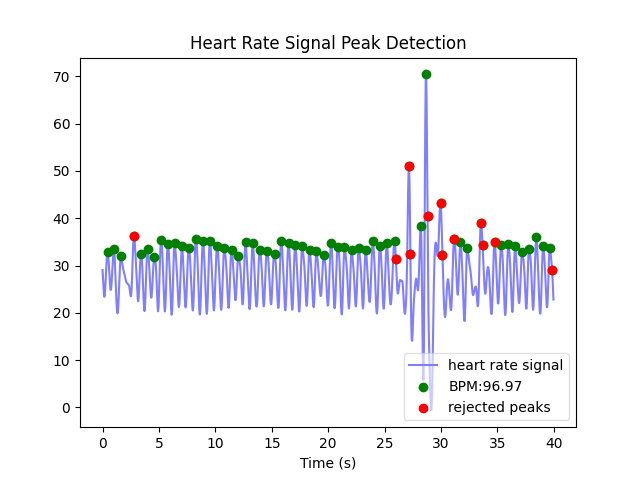 Heart Rate Signal Peak Detection
70
60
50
40
30
20
10
0
heart rate signal
BPM:96.97
rejected peaks
0 5 10 15 20 25 30 35 40
Time (s)